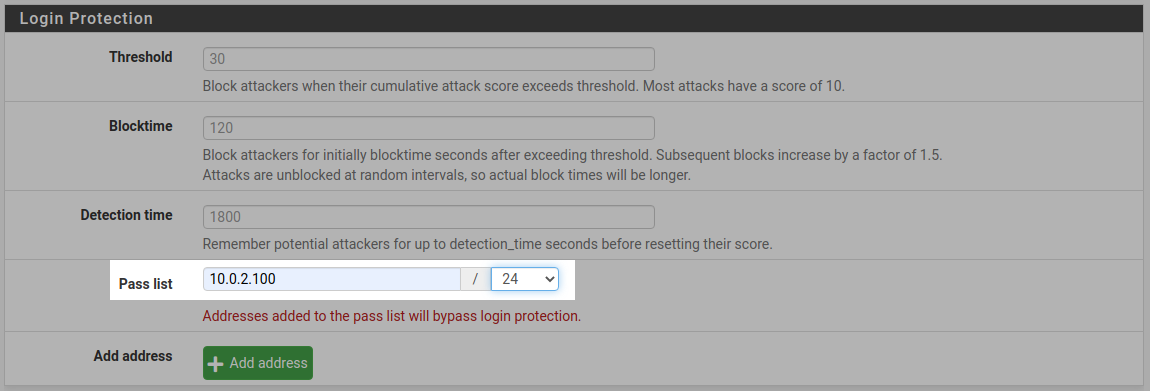 Login Protection
Threshold 30
Block attackers when their cumulative attack score exceeds threshold. Most attacks have a score of 10.
Blocktime 120
Block attackers for initially blocktime seconds after exceeding threshold. Subsequent blocks increase by a factor of 1.5.
Attacks are unblocked at random intervals, so actual block times will be longer.
Detection time 1800
Remember potential attackers for up to detection_time seconds before resetting their score.
Pass list 10.0.2.100 / 24
Addresses added to the pass list will bypass login protection.
Add address Add address